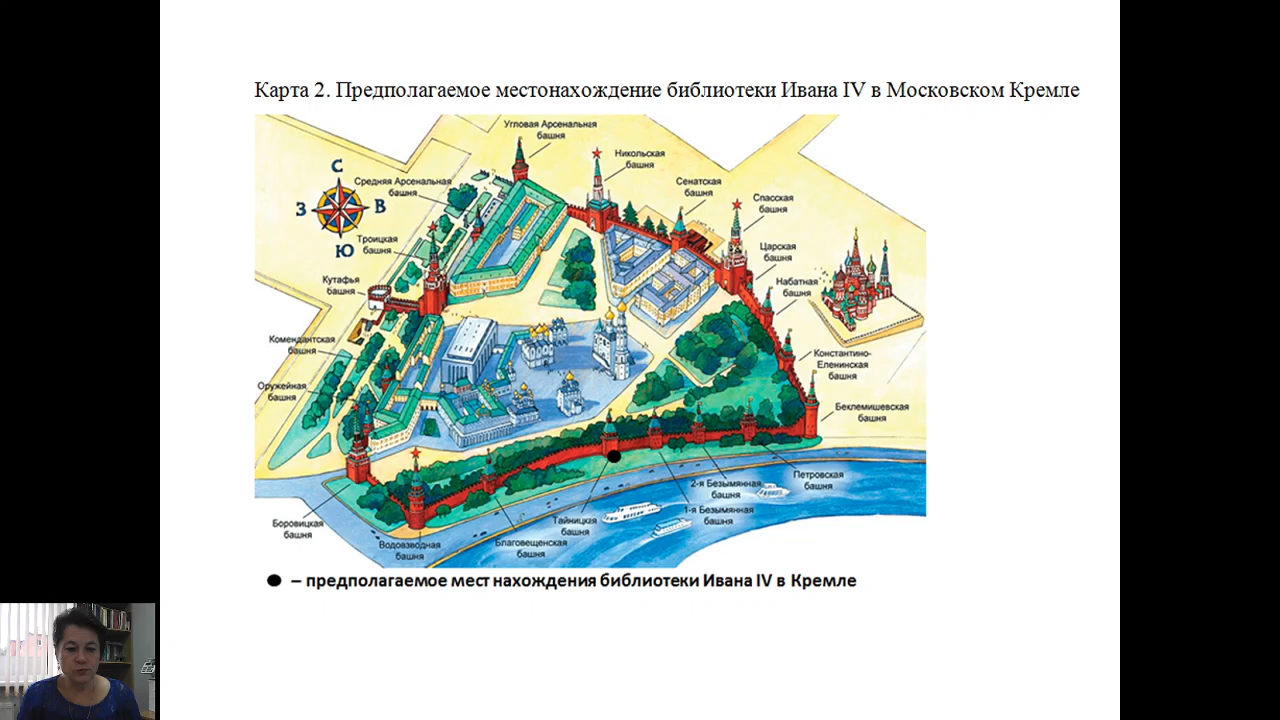 Карта 2. Предполагаемое местонахождение библиотеки Ивана IV в Московском Кремле
Угловая Арсенальная
башня
Никольская
башня
Средняя Арсенальная
башня
Сенатская
башня
Спасская
башня
С
З
В
Ю
Троицкая
башня
Царская
башня
Кутафья
башня
Набатная
башня
Комендантская
башня
Константино-
Еленинская
башня
Оружейная
башня
Беклемишевская
башня
Петровская
башня
2-я Безымянная
башня
1-я Безымянная
башня
Тайницкая
башня
Боровицкая
башня
Водовзводная
башня
Благовещенская
башня
– предполагаемое мест нахождения библиотеки Ивана IV в Кремле